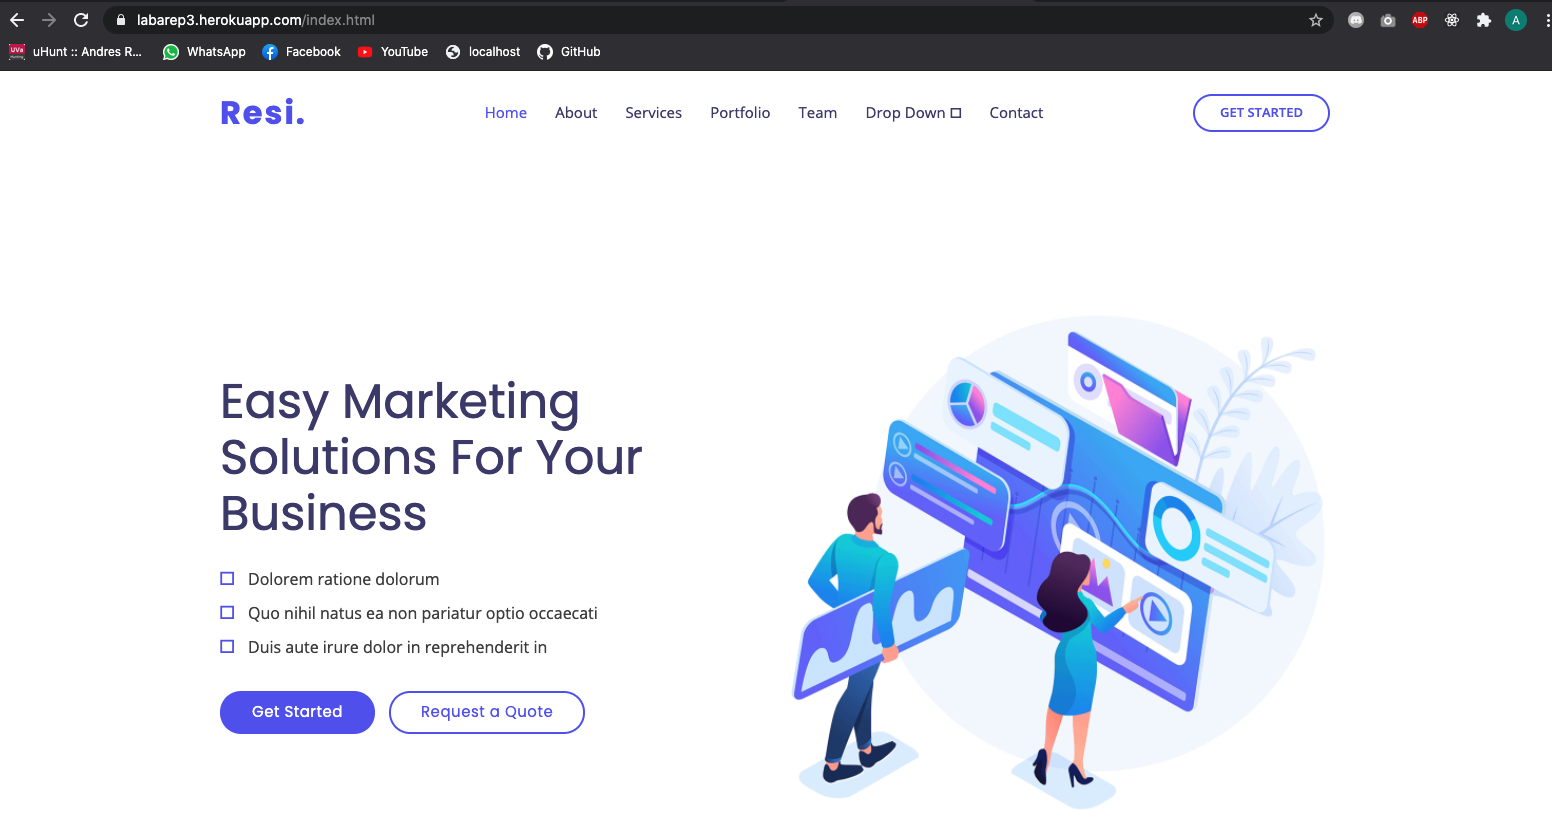 labarep3.herokuapp.com/index.html
ABP
A
UVa
uHunt :: Andres R... WhatsApp Facebook YouTube localhost GitHub
Resi.
Home About Services Portfolio Team Drop Down Contact
GET STARTED
Easy Marketing
Solutions For Your
Business
Dolorem ratione dolorum
Quo nihil natus ea non pariatur optio occaecati
Duis aute irure dolor in reprehenderit in
Get Started Request a Quote